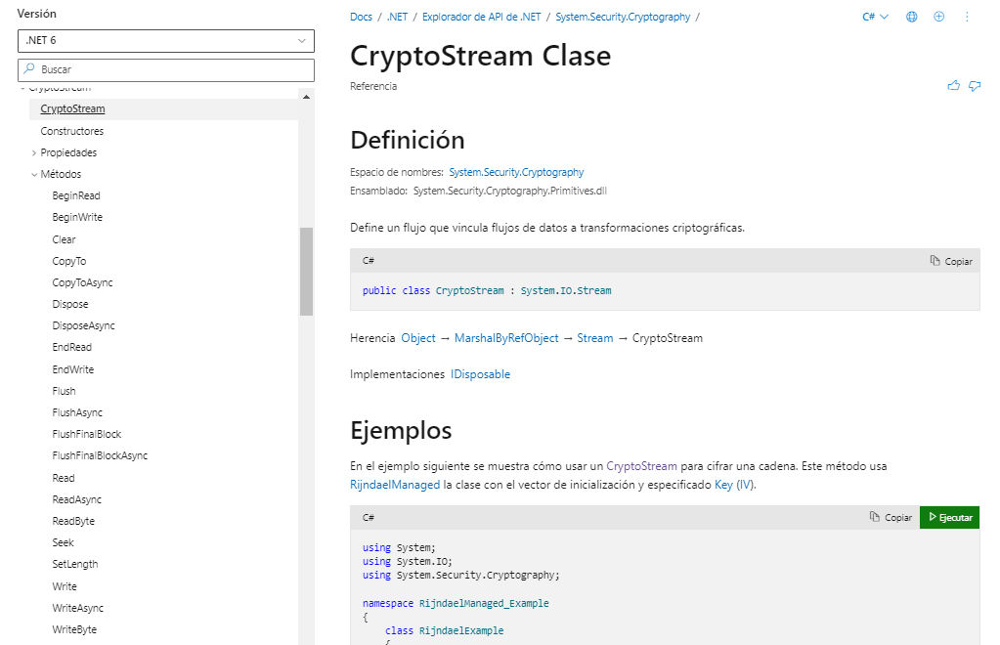 Versión
.NET 6
Buscar
CryptoStream
CryptoStream
Constructores
Propiedades
Métodos
BeginRead
BeginWrite
Clear
CopyTo
CopyToAsync
Dispose
DisposeAsync
EndRead
EndWrite
Flush
FlushAsync
FlushFinalBlock
FlushFinalBlockAsync
Read
ReadAsync
ReadByte
Seek
SetLength
Write
WriteAsync
WriteByte
Docs / .NET / Explorador de API de .NET / System.Security.Cryptography /
C#
CryptoStream Clase
Referencia
Definición
Espacio de nombres: System.Security.Cryptography
Ensamblado: System.Security.Cryptography.Primitives.dll
Define un flujo que vincula flujos de datos a transformaciones criptográficas.
C# Copiar
public class CryptoStream : System.IO.Stream
Herencia Object → MarshalByRefObject → Stream → CryptoStream
Implementaciones IDisposable
Ejemplos
En el ejemplo siguiente se muestra cómo usar un CryptoStream para cifrar una cadena. Este método usa
RijndaelManaged la clase con el vector de inicialización y especificado Key (IV).
C# Copiar Ejecutar
using System;
using System.IO;
using System.Security.Cryptography;
namespace RijndaelManaged_Example
{
class RijndaelExample
{